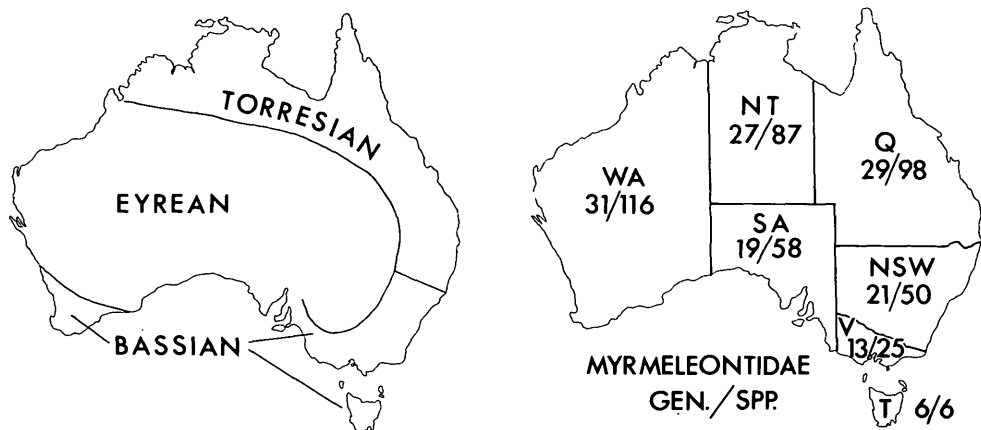 TORRESIAN
EYREAN
BASSIAN
NT
27/87
Q
29/98
WA
31/116
SA
19/58
NSW
21/50
V
13/25
MYRMELEONTIDAE
GEN./SPP.
T 6/6